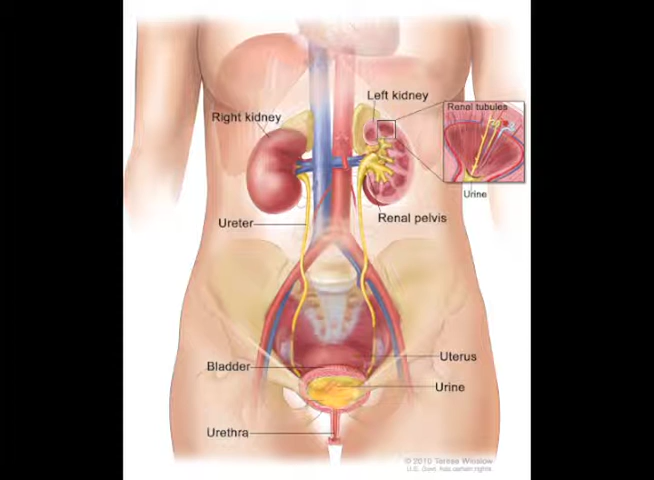 Left kidney
Renal tubules
Right kidney
Urine
Ureter
Renal pelvis
Uterus
Bladder
Urine
Urethra
© 2010 Terese Winslow
U.S. Govt. has certain rights